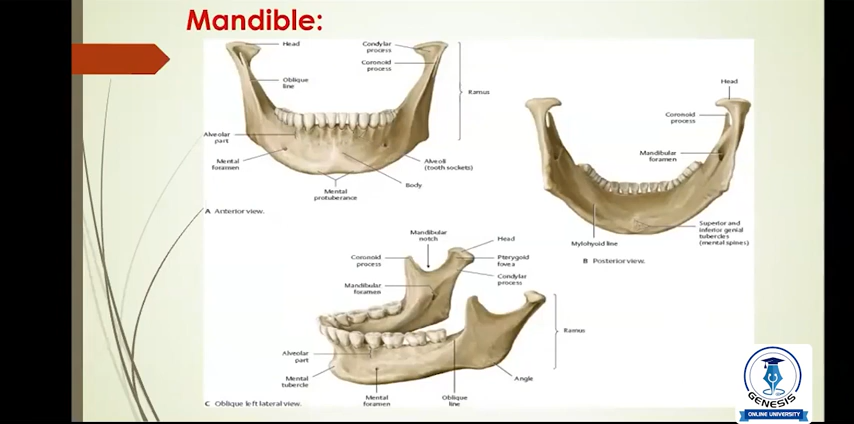 Mandible:
Head
Condylar
process
Coronoid
process
Oblique
line
Ramus
Alveolar
part
Mental
foramen
Alveoli
(tooth sockets)
Body
Mental
protuberance
A Anterior view.
Head
Coronoid
process
Mandibular
foramen
Superior and
inferior genial
tubercles
(mental spines)
Mylohyoid line
B Posterior view.
Mandibular
notch
Head
Coronoid
process
Pterygoid
fovea
Condylar
process
Mandibular
foramen
Ramus
Alveolar
part
Mental
tubercle
Angle
Mental
foramen
Oblique
line
C Oblique left lateral view.
GENESIS
ONLINE UNIVERSITY